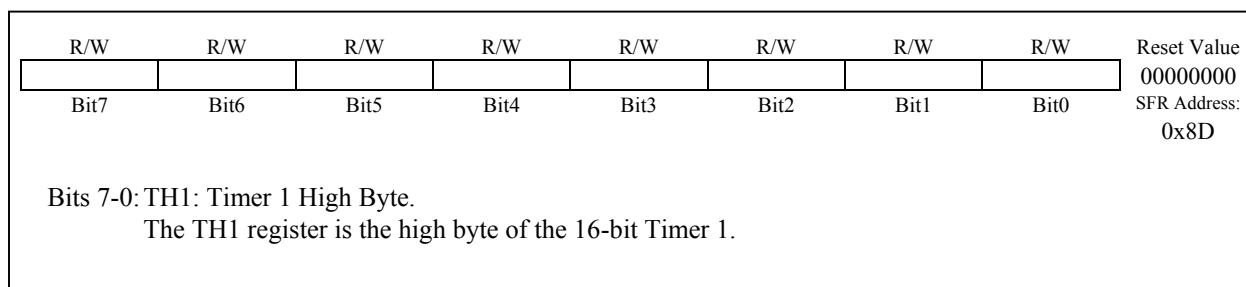 R/W R/W R/W R/W R/W R/W R/W R/W Reset Value
00000000
Bit7 Bit6 Bit5 Bit4 Bit3 Bit2 Bit1 Bit0 SFR Address:
0x8D
Bits 7-0: TH1: Timer 1 High Byte.
The TH1 register is the high byte of the 16-bit Timer 1.